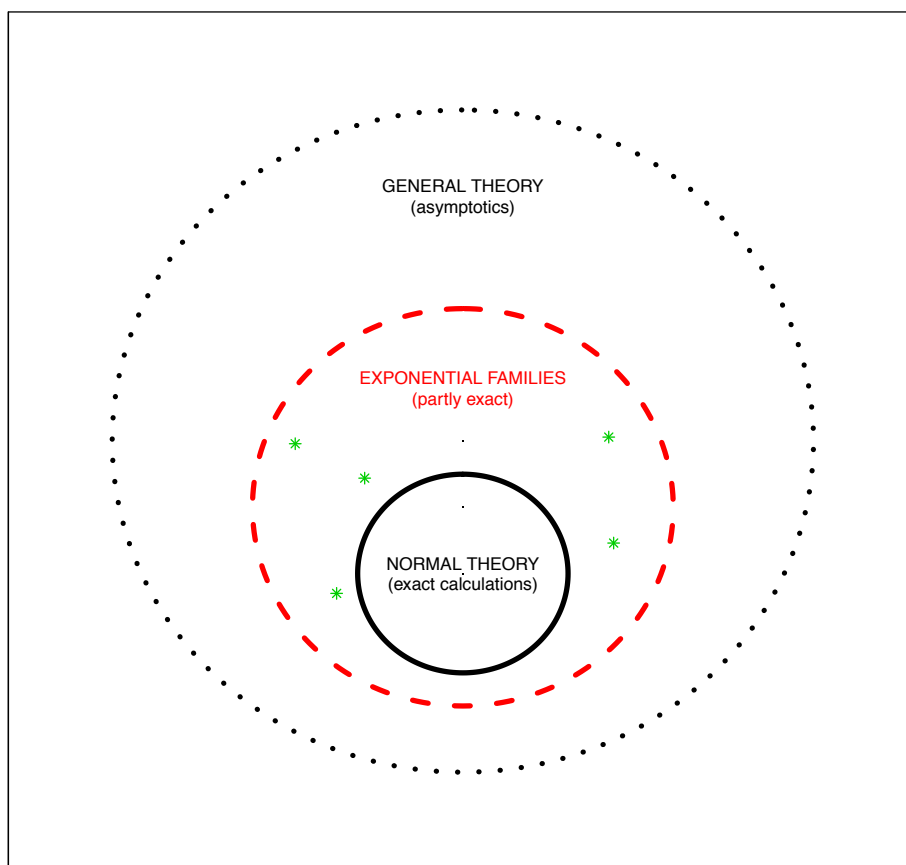 GENERAL THEORY
(asymptotics)
EXPONENTIAL FAMILIES
(partly exact)
NORMAL THEORY
(exact calculations)